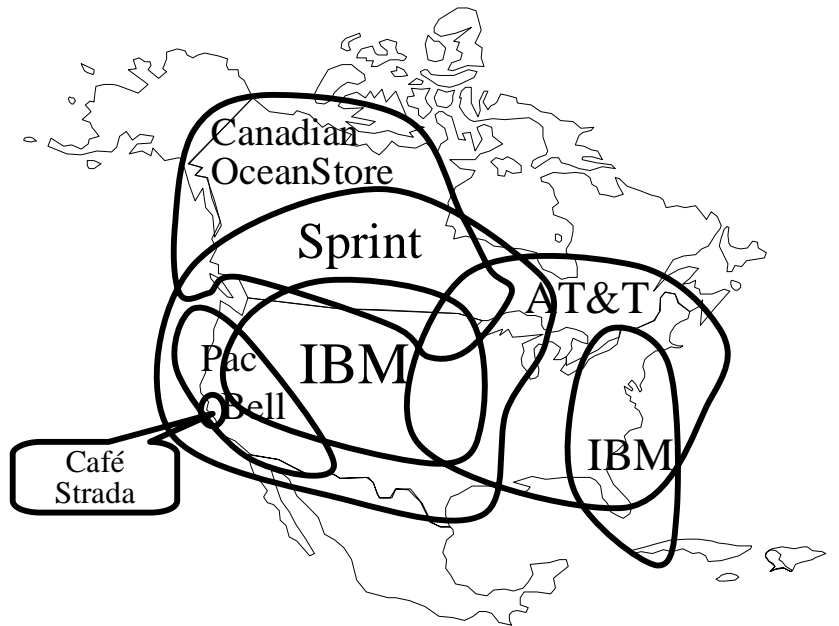 Canadian
OceanStore
Sprint
AT&T
Pac
Bell
IBM
IBM
Café
Strada